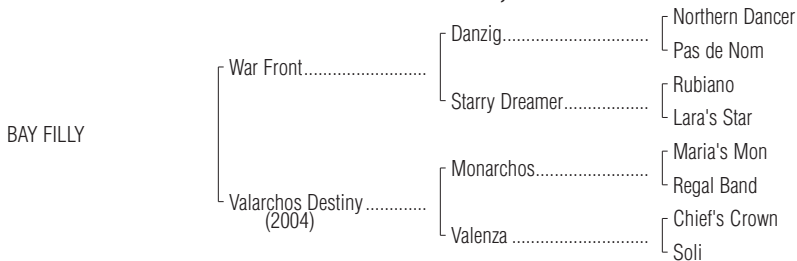 Northern Dancer
Danzig................................
Pas de Nom
War Front..........................
Rubiano
Starry Dreamer..................
Lara's Star
BAY FILLY
Maria's Mon
Monarchos........................
Regal Band
Valarchos Destiny.............
(2004)
Chief's Crown
Valenza .............................
Soli